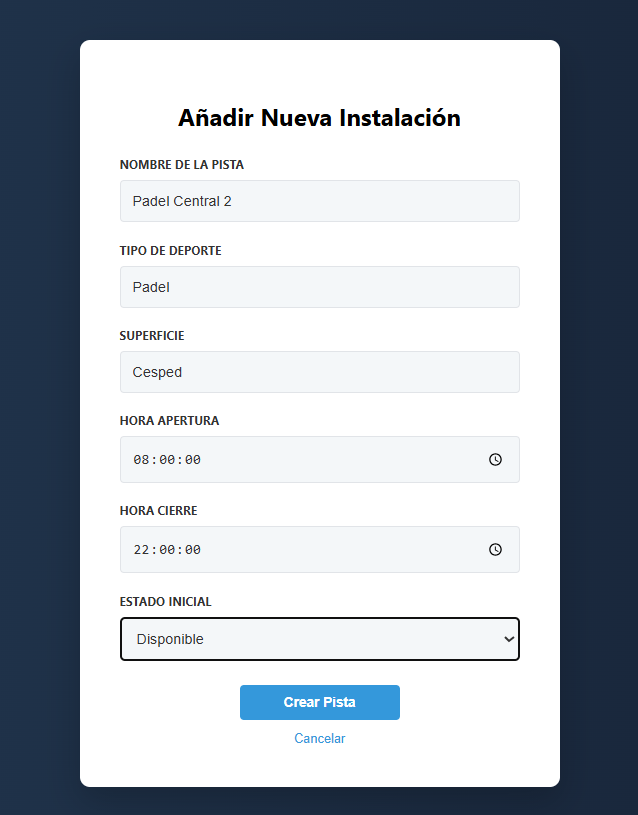 Añadir Nueva Instalación
NOMBRE DE LA PISTA
Padel Central 2
TIPO DE DEPORTE
Padel
SUPERFICIE
Cesped
HORA APERTURA
08:00:00
HORA CIERRE
22:00:00
ESTADO INICIAL
Disponible
Crear Pista
Cancelar